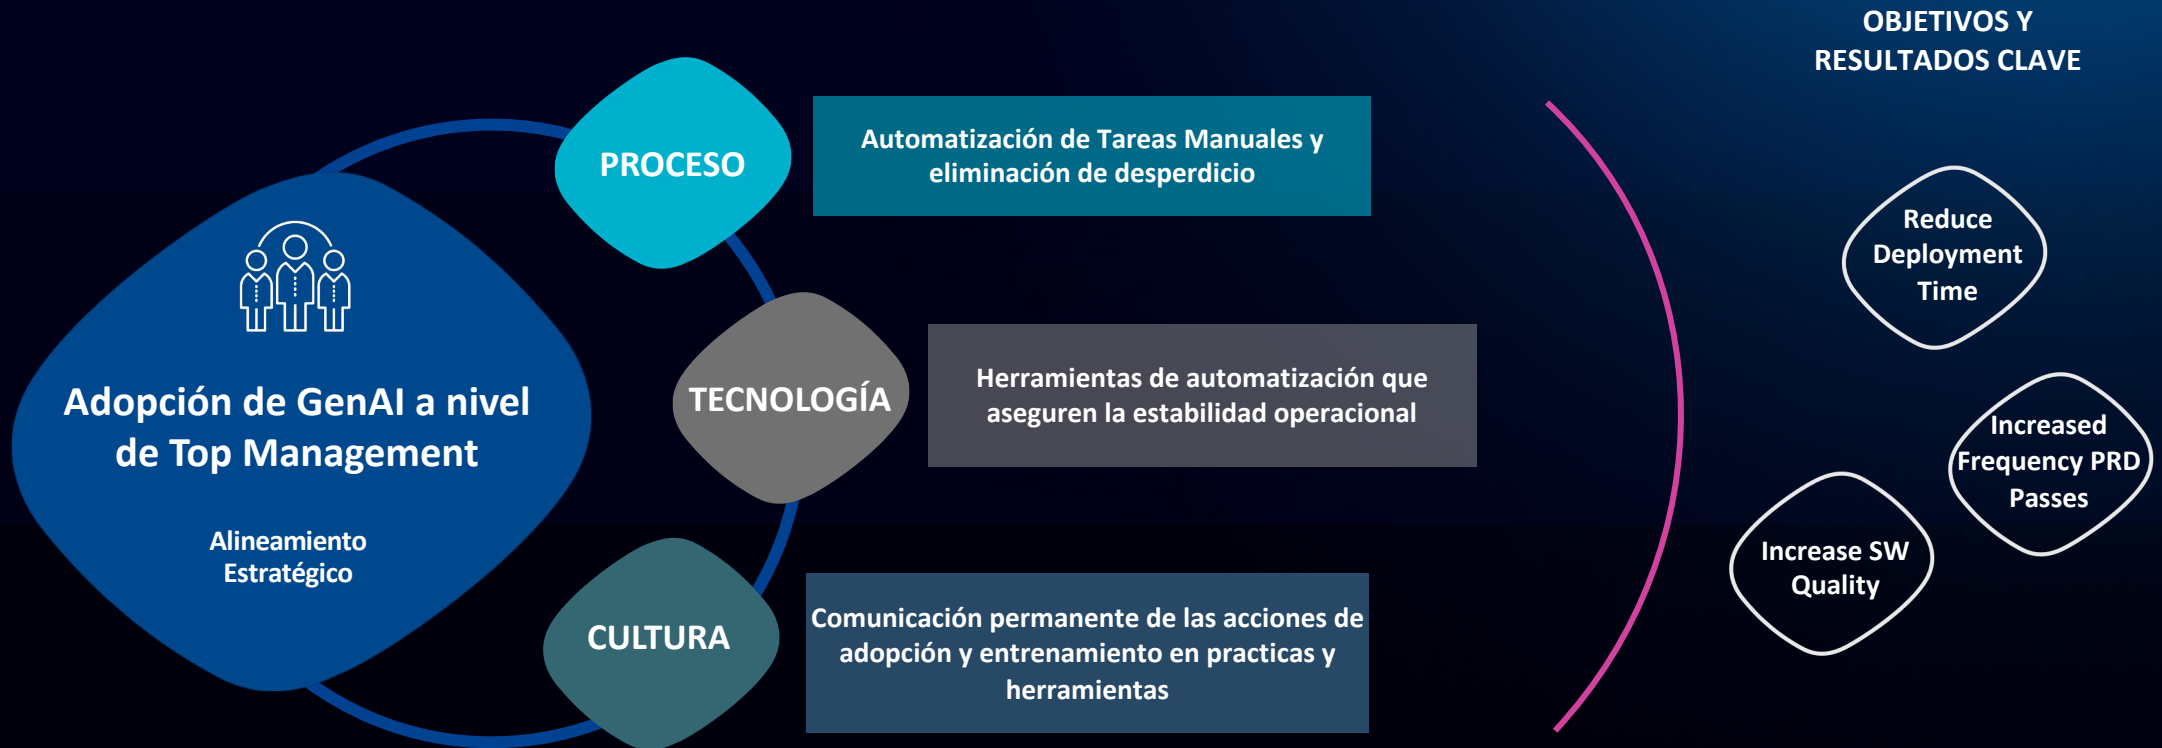 OBJETIVOS Y
RESULTADOS CLAVE
Adopción de GenAI a nivel
de Top Management
Alineamiento
Estratégico
PROCESO
Automatización de Tareas Manuales y
eliminación de desperdicio
TECNOLOGÍA
Herramientas de automatización que
aseguren la estabilidad operacional
CULTURA
Comunicación permanente de las acciones de
adopción y entrenamiento en practicas y
herramientas
Reduce
Deployment
Time
Increased
Frequency PRD
Passes
Increase SW
Quality